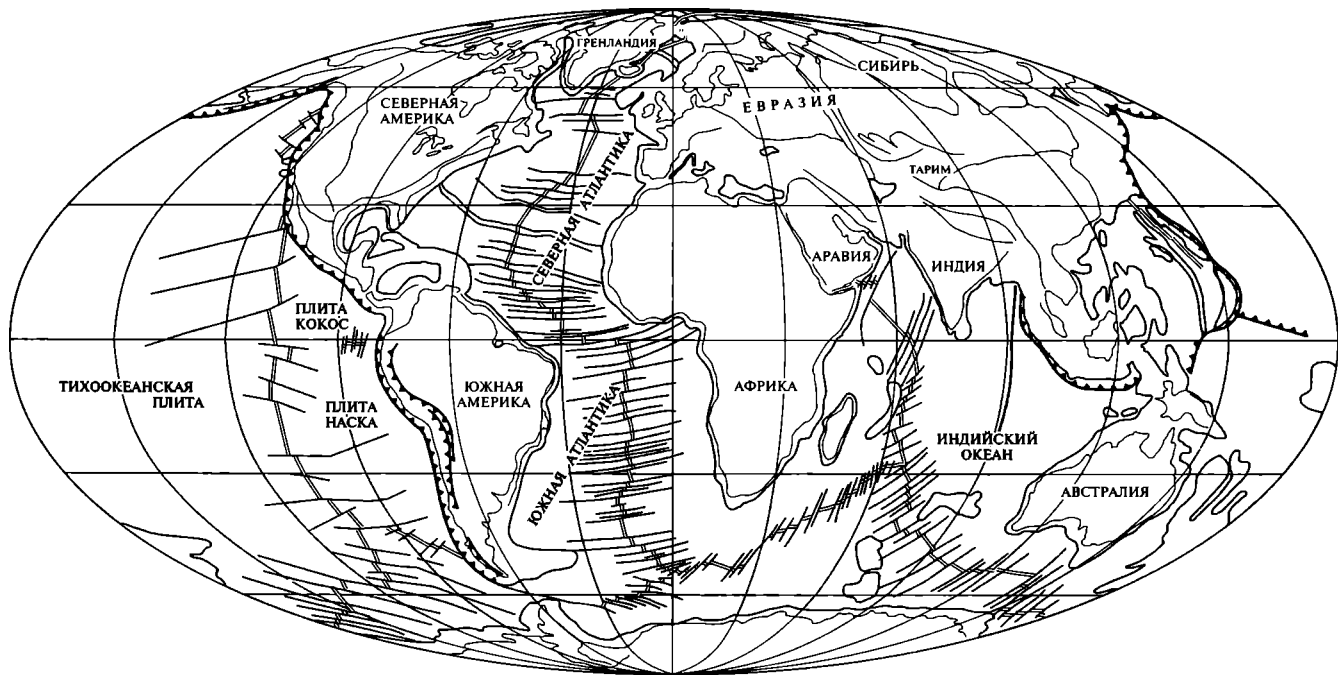 ГРЕНЛАНДИЯ
СИБИРЬ
СЕВЕРНАЯ
АМЕРИКА
ЕВРАЗИЯ
ТАРИМ
СЕВЕРНАЯ АТЛАНТИКА
АРАВИЯ
ИНДИЯ
ПЛИТА
КОКОС
ТИХООКЕАНСКАЯ
ПЛИТА
ПЛИТА
НАСКА
ЮЖНАЯ
АМЕРИКА
ЮЖНАЯ АТЛАНТИКА
АФРИКА
ИНДИЙСКИЙ
ОКЕАН
АВСТРАЛИЯ